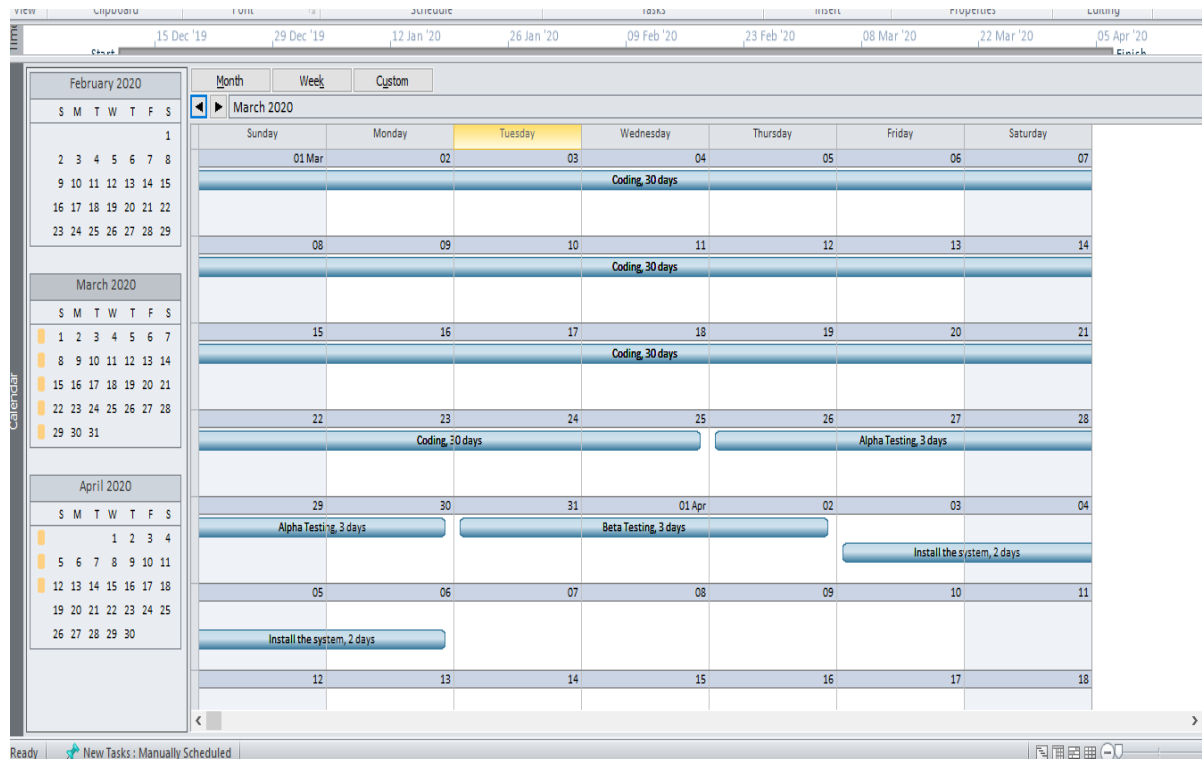 View Clipboard Font Schedule Tasks Insert Properties Editing
Time
15 Dec '19 29 Dec '19 12 Jan '20 26 Jan '20 09 Feb '20 23 Feb '20 08 Mar '20 22 Mar '20 05 Apr '20
Start Finish
Calendar
February 2020
S M T W T F S
1
2 3 4 5 6 7 8
9 10 11 12 13 14 15
16 17 18 19 20 21 22
23 24 25 26 27 28 29
March 2020
S M T W T F S
1 2 3 4 5 6 7
8 9 10 11 12 13 14
15 16 17 18 19 20 21
22 23 24 25 26 27 28
29 30 31
April 2020
S M T W T F S
1 2 3 4
5 6 7 8 9 10 11
12 13 14 15 16 17 18
19 20 21 22 23 24 25
26 27 28 29 30
Month Week Custom
March 2020
Sunday Monday Tuesday Wednesday Thursday Friday Saturday
01 Mar 02 03 04 05 06 07
Coding, 30 days
08 09 10 11 12 13 14
Coding, 30 days
15 16 17 18 19 20 21
Coding, 30 days
22 23 24 25 26 27 28
Coding, 30 days Alpha Testing, 3 days
29 30 31 01 Apr 02 03 04
Alpha Testing, 3 days Beta Testing, 3 days
Install the system, 2 days
05 06 07 08 09 10 11
Install the system, 2 days
12 13 14 15 16 17 18
Ready New Tasks : Manually Scheduled